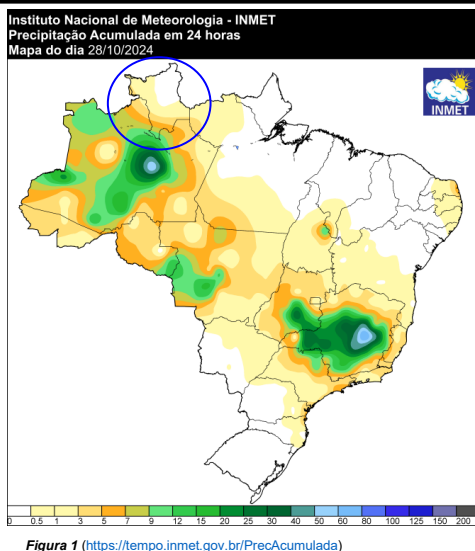 Instituto Nacional de Meteorologia - INMET
Precipitação Acumulada em 24 horas
Mapa do dia 28/10/2024
INMET
0 0.5 1 3 5 7 9 12 15 20 25 30 40 50 60 80 100 125 150 200
Figura 1 (https://tempo.inmet.gov.br/PrecAcumulada)